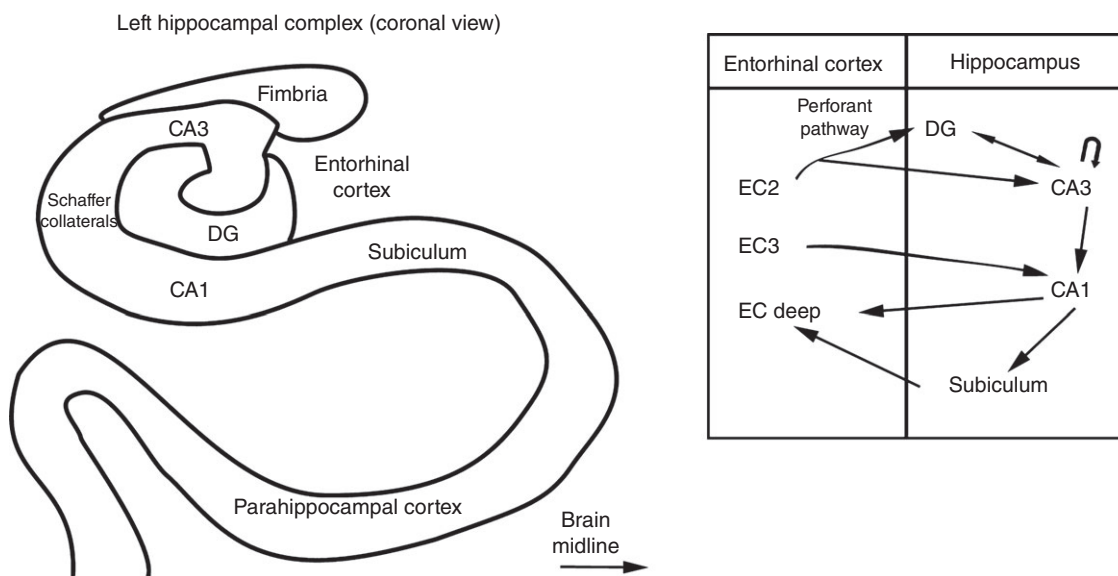 Left hippocampal complex (coronal view)
Fimbria
CA3
Entorhinal
cortex
Schaffer
collaterals
DG
Subiculum
CA1
Parahippocampal cortex
Brain
midline
Entorhinal cortex
Hippocampus
Perforant
pathway
DG
EC2
CA3
EC3
CA1
EC deep
Subiculum